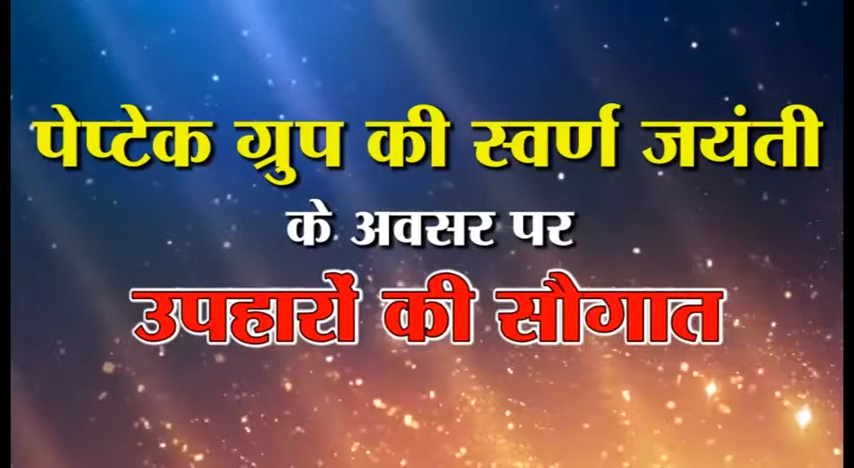 पेप्टेक ग्रुप की स्वर्ण जयंती
के अवसर पर
उपहारों की सौगात